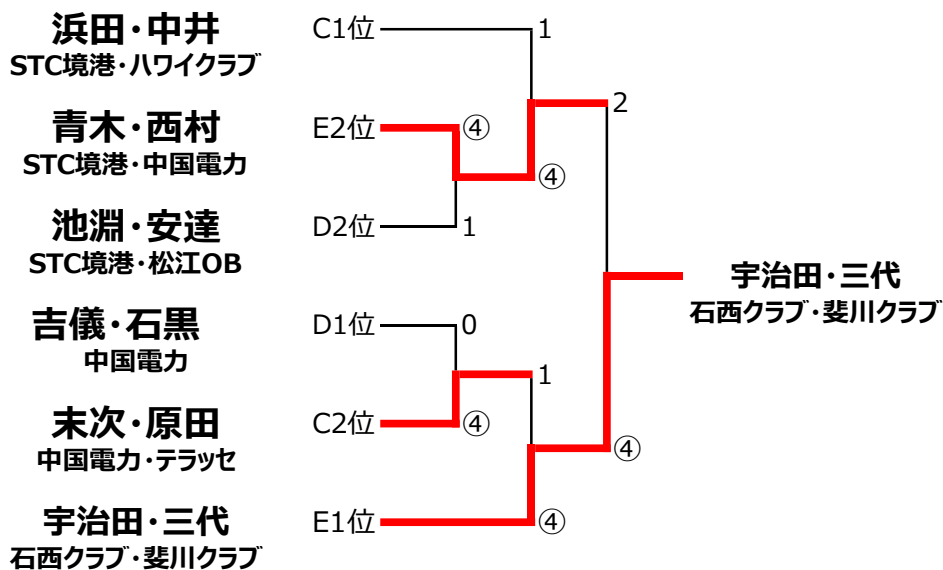 浜田・中井
STC境港・ハワイクラブ
C1位
1
2
青木・西村
STC境港・中国電力
E2位
④
④
池淵・安達
STC境港・松江OB
D2位
1
宇治田・三代
石西クラブ・斐川クラブ
吉儀・石黒
中国電力
D1位
0
1
末次・原田
中国電力・テラッセ
C2位
④
④
宇治田・三代
石西クラブ・斐川クラブ
E1位
④